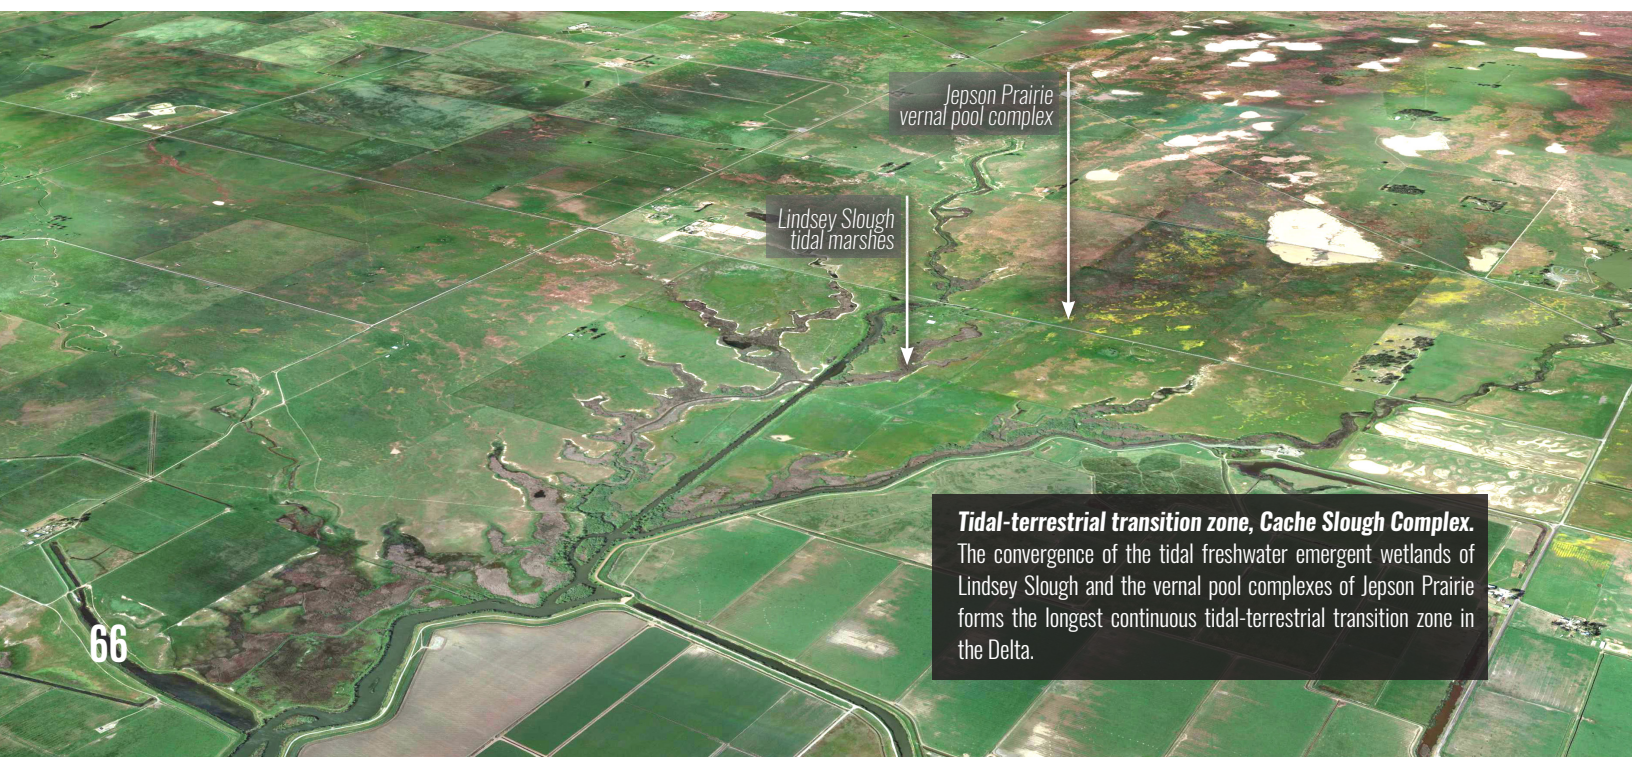 Jepson Prairie
vernal pool complex
Lindsey Slough
tidal marshes
Tidal-terrestrial transition zone, Cache Slough Complex.
The convergence of the tidal freshwater emergent wetlands of
Lindsey Slough and the vernal pool complexes of Jepson Prairie
forms the longest continuous tidal-terrestrial transition zone in
the Delta.
66